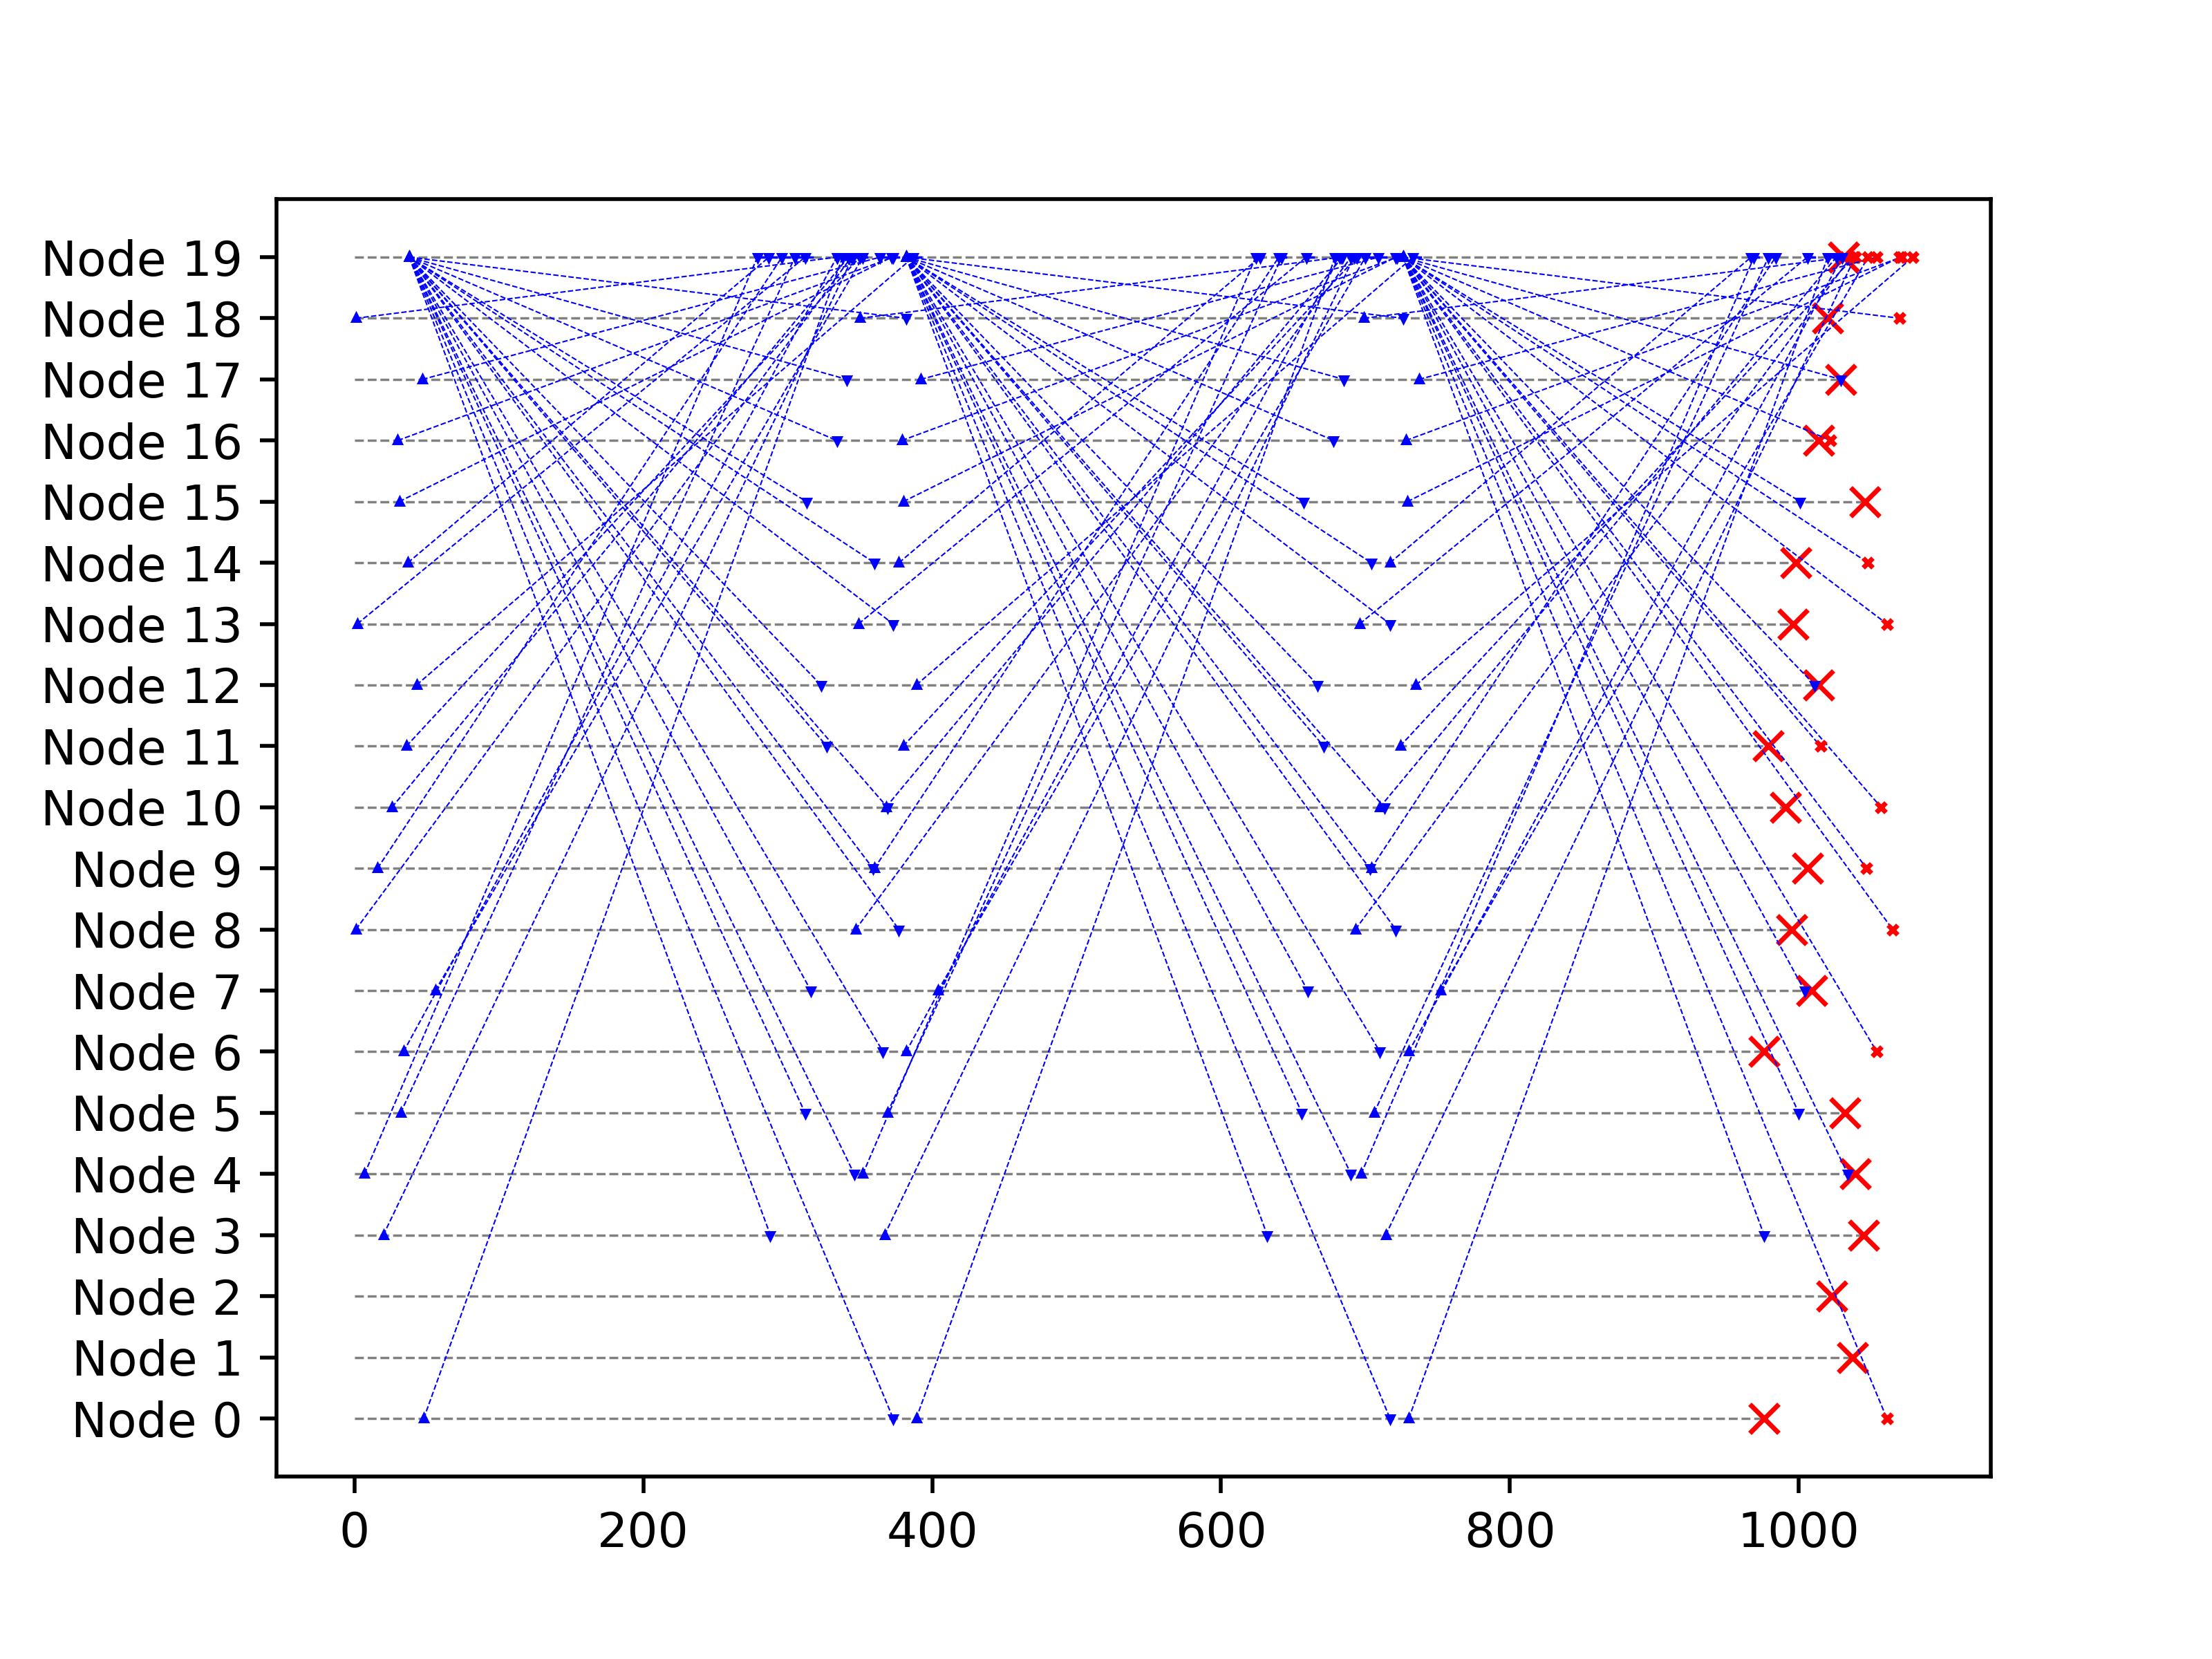 Node 19
Node 18
Node 17
Node 16
Node 15
Node 14
Node 13
Node 12
Node 11
Node 10
Node 9
Node 8
Node 7
Node 6
Node 5
Node 4
Node 3
Node 2
Node 1
Node 0
0 200 400 600 800 1000